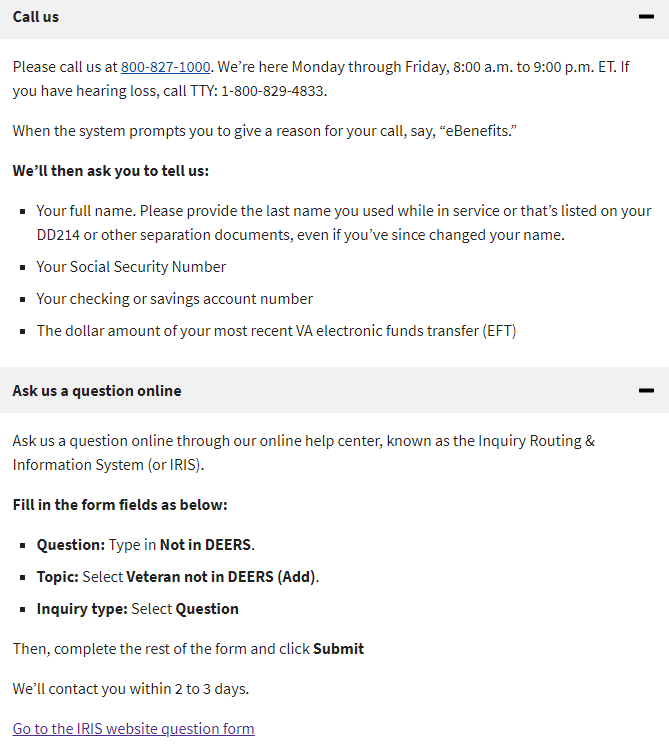 Call us
Please call us at 800-827-1000. We’re here Monday through Friday, 8:00 a.m. to 9:00 p.m. ET. If
you have hearing loss, call TTY: 1-800-829-4833.
When the system prompts you to give a reason for your call, say, “eBenefits.”
We’ll then ask you to tell us:
Your full name. Please provide the last name you used while in service or that’s listed on your
DD214 or other separation documents, even if you’ve since changed your name.
Your Social Security Number
Your checking or savings account number
The dollar amount of your most recent VA electronic funds transfer (EFT)
Ask us a question online
Ask us a question online through our online help center, known as the Inquiry Routing &
Information System (or IRIS).
Fill in the form fields as below:
Question: Type in Not in DEERS.
Topic: Select Veteran not in DEERS (Add).
Inquiry type: Select Question
Then, complete the rest of the form and click Submit
We’ll contact you within 2 to 3 days.
Go to the IRIS website question form